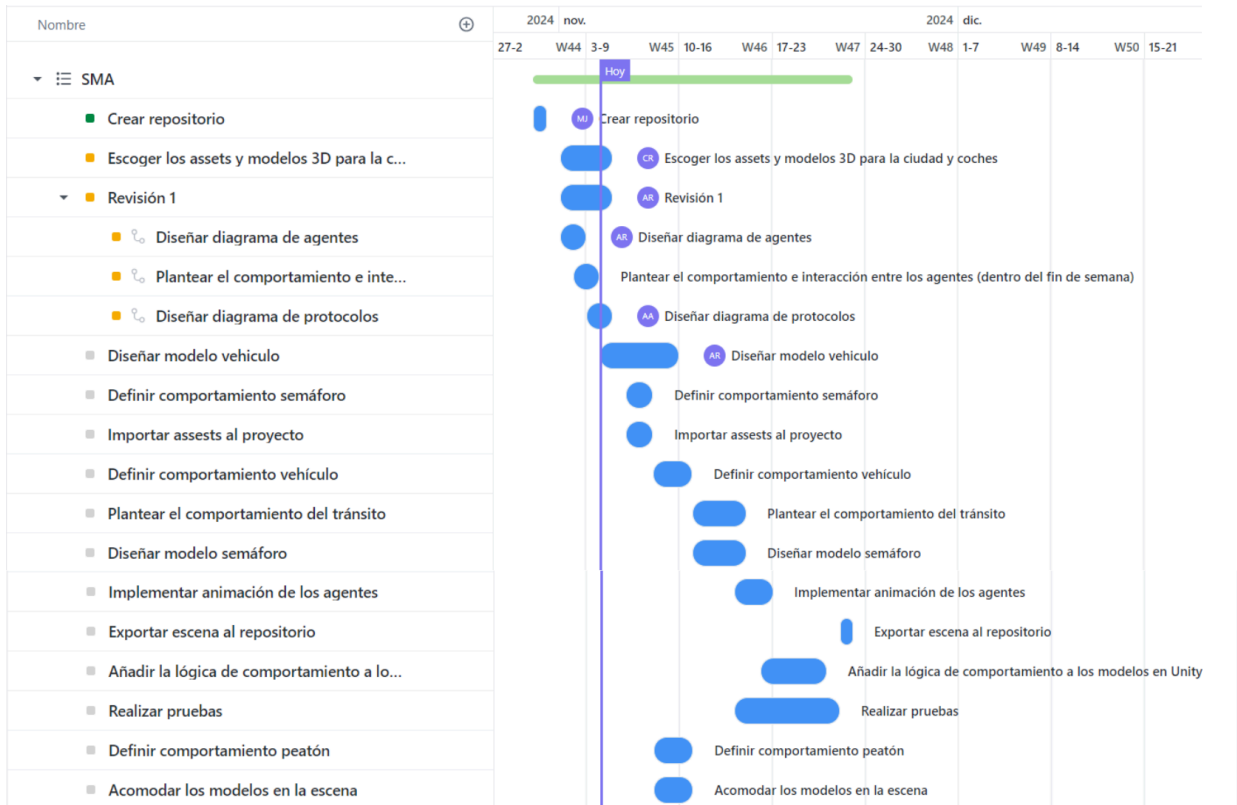 Nombre
2024 nov. 2024 dic.
27-2 W44 3-9 W45 10-16 W46 17-23 W47 24-30 W48 1-7 W49 8-14 W50 15-21
Hoy
SMA
Crear repositorio MJ Crear repositorio
Escoger los assets y modelos 3D para la c... CR Escoger los assets y modelos 3D para la ciudad y coches
Revisión 1 AR Revisión 1
Diseñar diagrama de agentes AR Diseñar diagrama de agentes
Plantear el comportamiento e inte... Plantear el comportamiento e interacción entre los agentes (dentro del fin de semana)
Diseñar diagrama de protocolos AA Diseñar diagrama de protocolos
Diseñar modelo vehiculo AR Diseñar modelo vehiculo
Definir comportamiento semáforo Definir comportamiento semáforo
Importar assests al proyecto Importar assests al proyecto
Definir comportamiento vehículo Definir comportamiento vehículo
Plantear el comportamiento del tránsito Plantear el comportamiento del tránsito
Diseñar modelo semáforo Diseñar modelo semáforo
Implementar animación de los agentes Implementar animación de los agentes
Exportar escena al repositorio Exportar escena al repositorio
Añadir la lógica de comportamiento a lo... Añadir la lógica de comportamiento a los modelos en Unity
Realizar pruebas Realizar pruebas
Definir comportamiento peatón Definir comportamiento peatón
Acomodar los modelos en la escena Acomodar los modelos en la escena